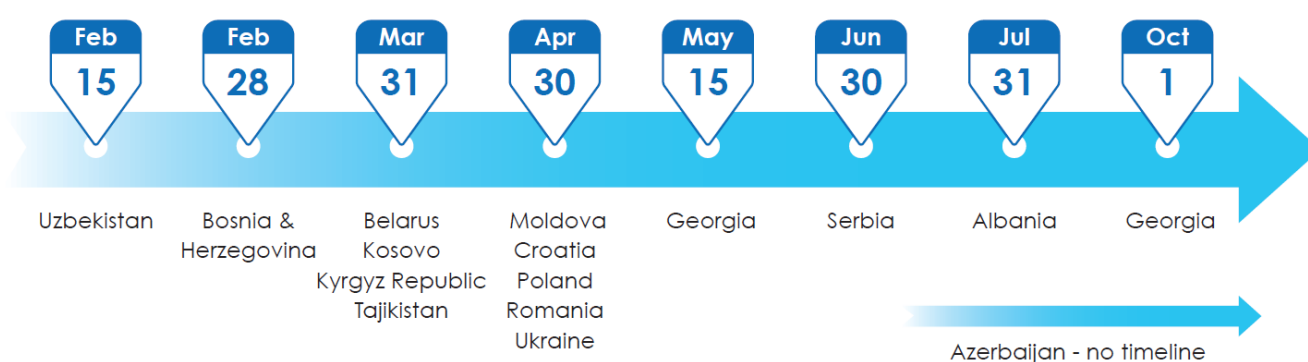 Feb
15
Feb
28
Mar
31
Apr
30
May
15
Jun
30
Jul
31
Oct
1
Uzbekistan
Bosnia &
Herzegovina
Belarus
Kosovo
Kyrgyz Republic
Tajikistan
Moldova
Croatia
Poland
Romania
Ukraine
Georgia
Serbia
Albania
Georgia
Azerbaijan - no timeline